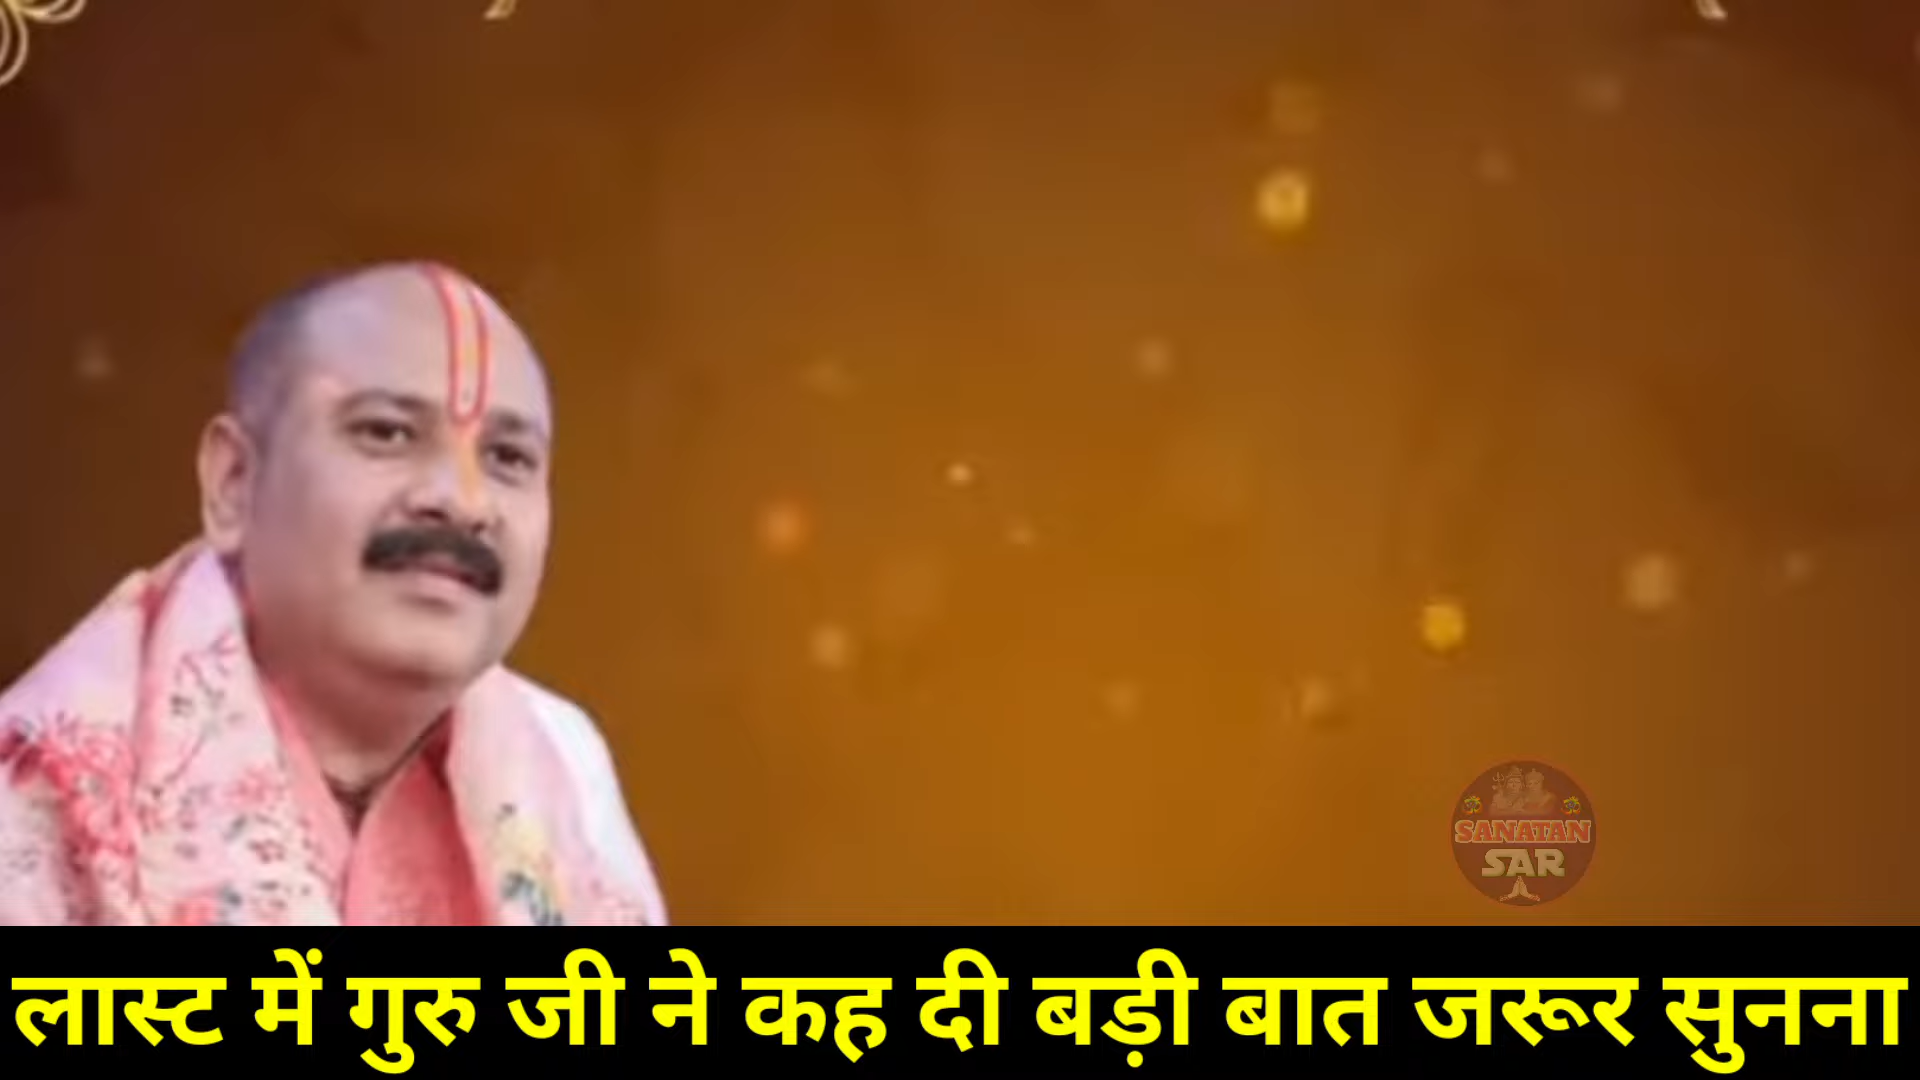 SANATAN
SAR
लास्ट में गुरु जी ने कह दी बड़ी बात जरूर सुनना